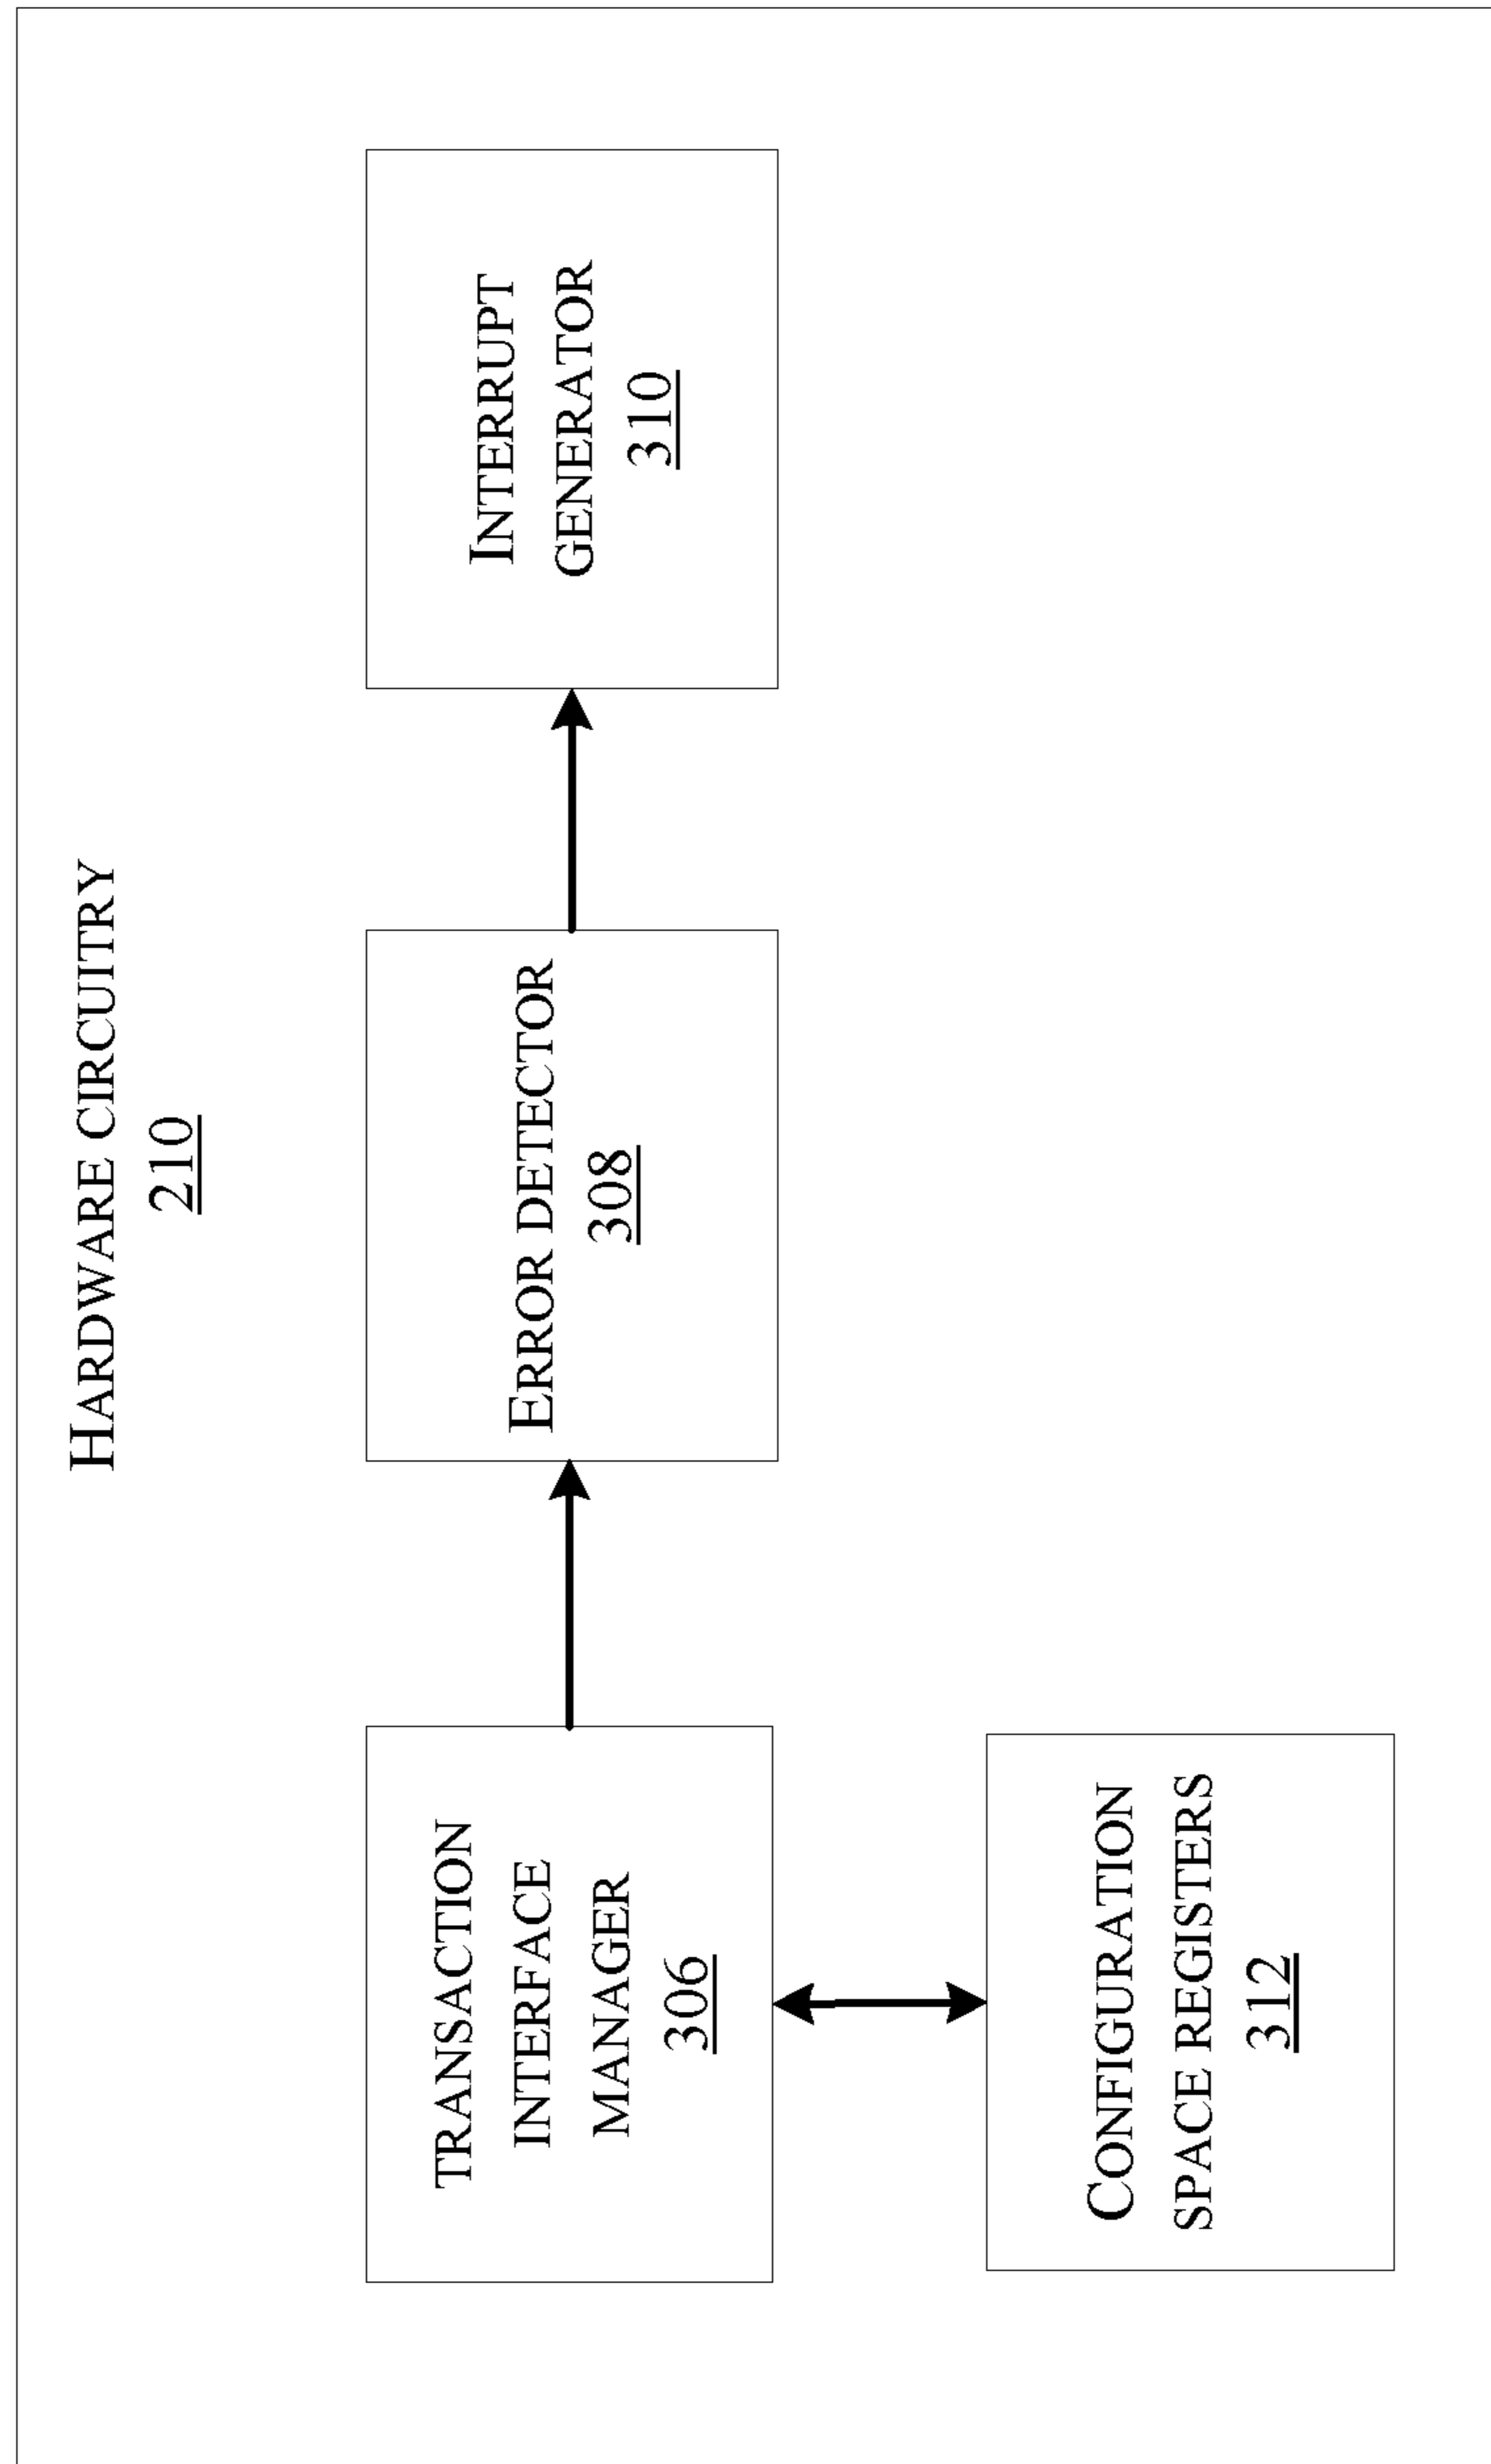 HARDWARE CIRCUITRY
210
TRANSACTION
INTERFACE
MANAGER
306
ERROR DETECTOR
308
INTERRUPT
GENERATOR
310
CONFIGURATION
SPACE REGISTERS
312